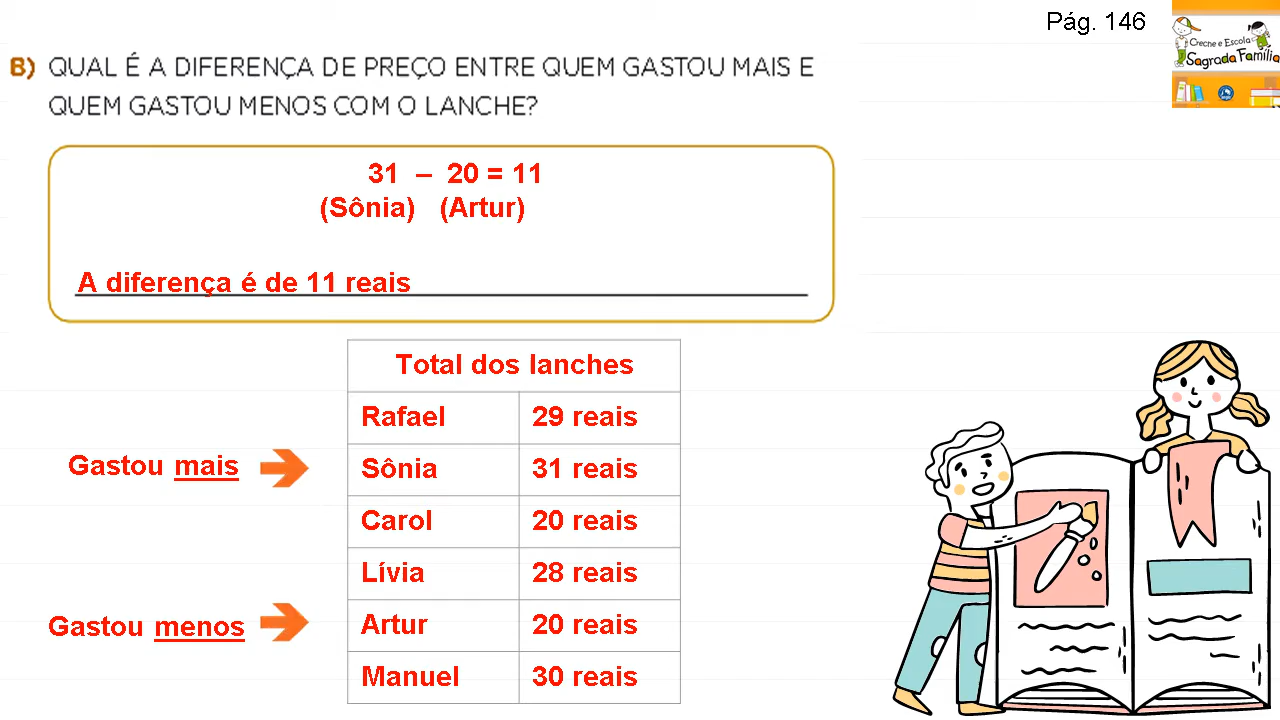 Pág. 146
Creche e Escola
Sagrada Família
B) QUAL É A DIFERENÇA DE PREÇO ENTRE QUEM GASTOU MAIS E
QUEM GASTOU MENOS COM O LANCHE?
31 – 20 = 11
(Sônia) (Artur)
A diferença é de 11 reais
Total dos lanches
Rafael 29 reais
Gastou mais Sônia 31 reais
Carol 20 reais
Lívia 28 reais
Gastou menos Artur 20 reais
Manuel 30 reais